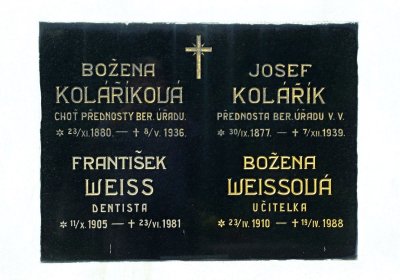 BOŽENA
KOLÁŘÍKOVÁ
CHOŤ PŘEDNOSTY BER. ÚŘADU.
* 23/XI. 1880. — ✝ 8/V. 1936.
JOSEF
KOLÁŘÍK
PŘEDNOSTA BER. ÚŘADU V. V.
* 30/IX. 1877. — ✝ 7/XII. 1939.
FRANTIŠEK
WEISS
DENTISTA
* 11/X. 1905 — ✝ 23/VI. 1981
BOŽENA
WEISSOVÁ
UČITELKA
* 23/IV. 1910 — ✝ 19/IV. 1988